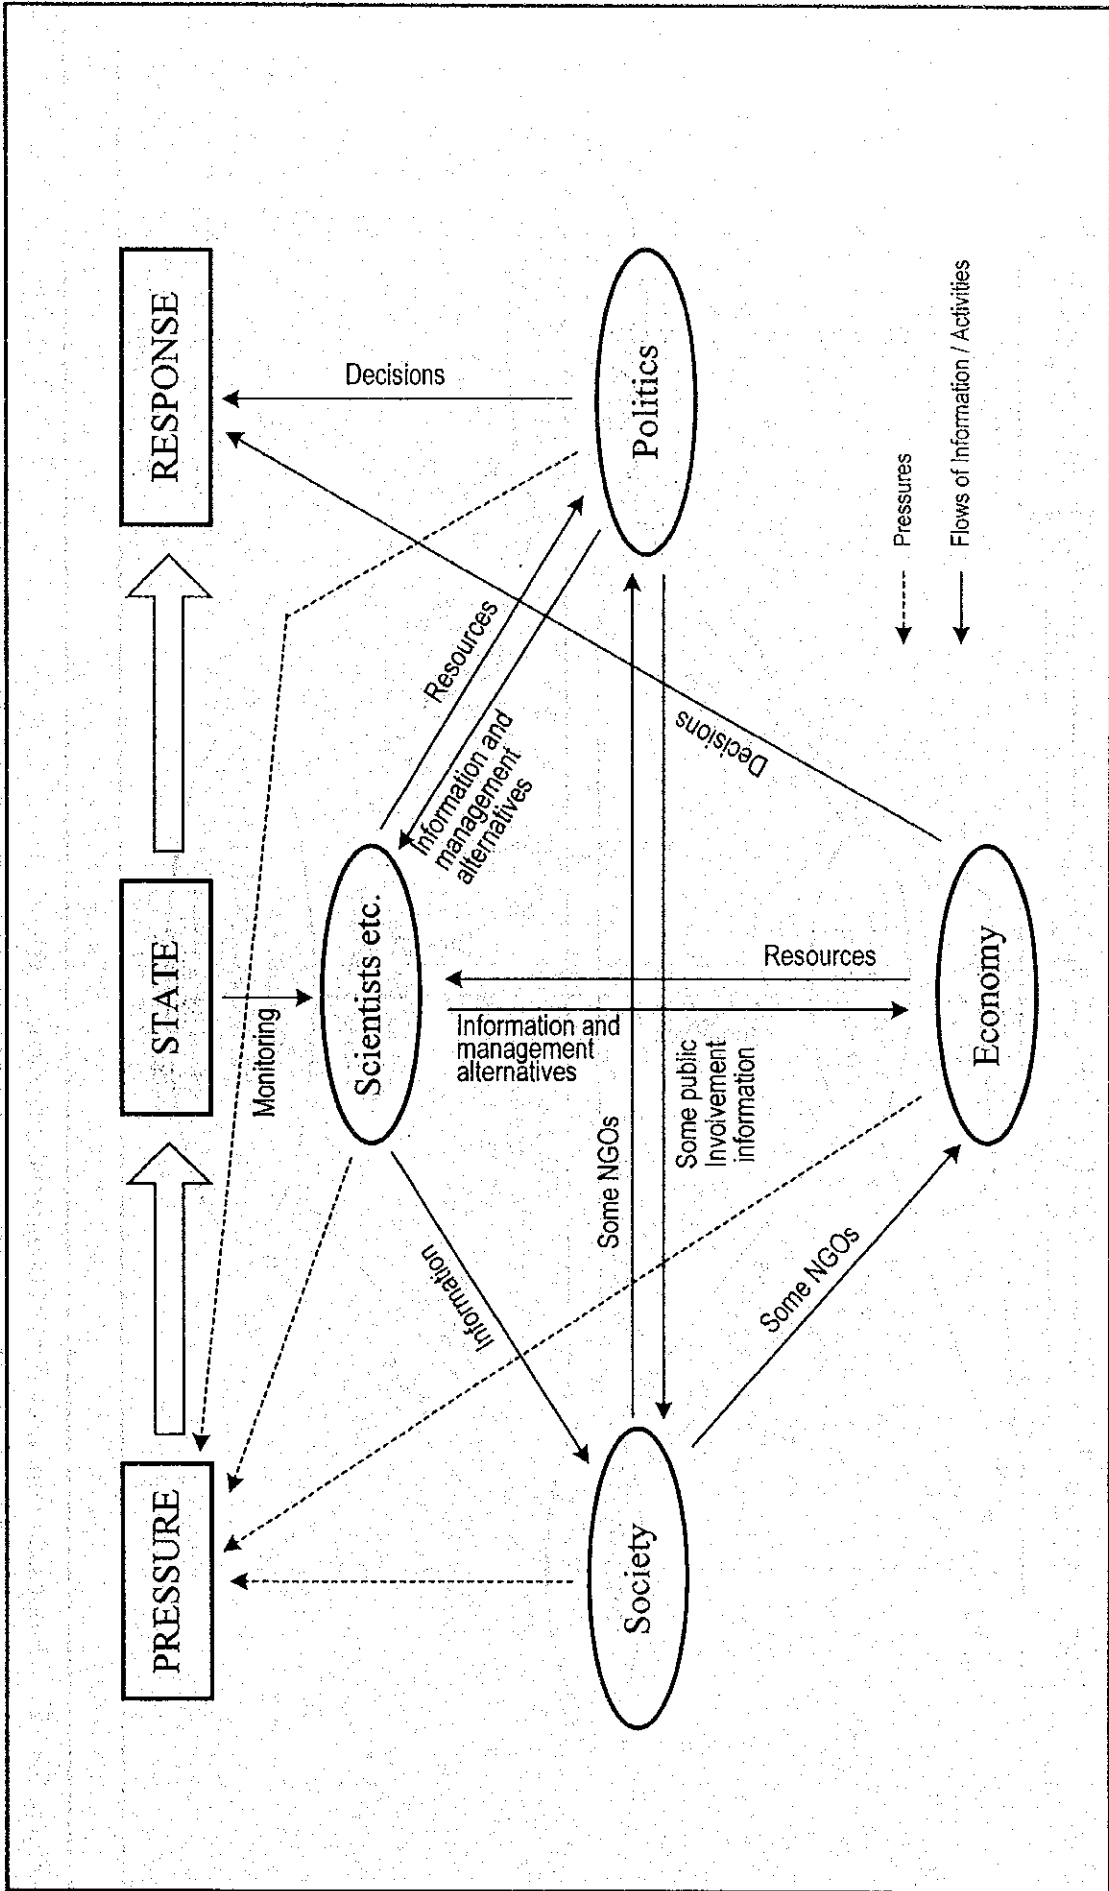 PRESSURE
STATE
RESPONSE
Monitoring
Decisions
Scientists etc.
Resources
Information and
management
alternatives
Information
Information and
management
alternatives
Resources
Decisions
Society
Politics
Some NGOs
Some public
Involvement
information
Some NGOs
Economy
Pressures
Flows of Information / Activities